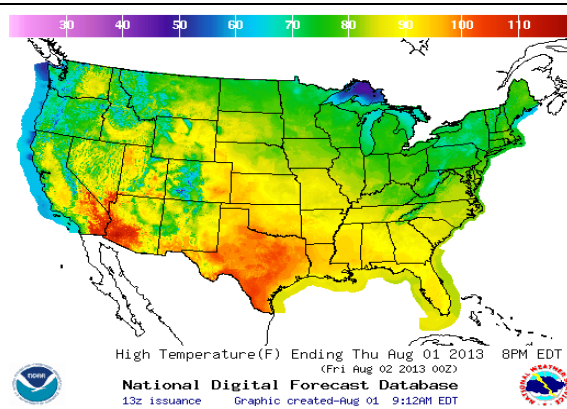 30 40 50 60 70 80 90 100 110
High Temperature(F) Ending Thu Aug 01 2013 8PM EDT
(Fri Aug 02 2013 00Z)
National Digital Forecast Database
13z issuance Graphic created-Aug 01 9:12AM EDT
noaa